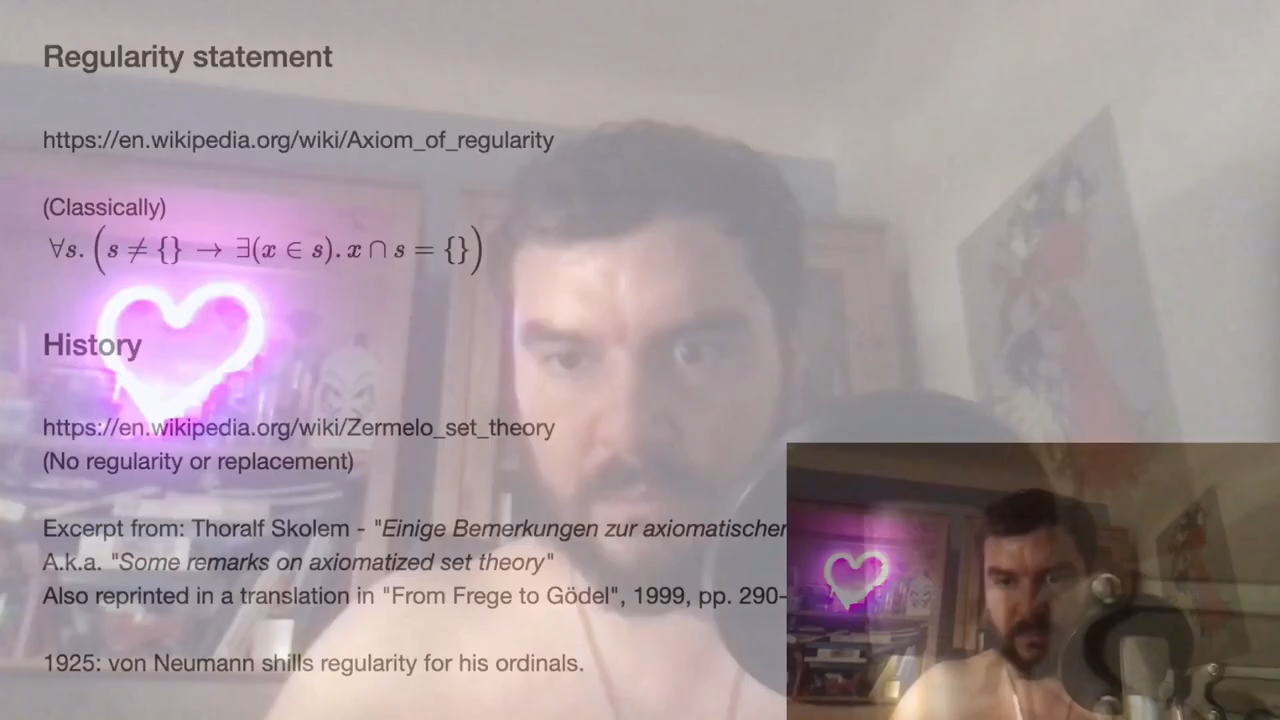 Regularity statement
https://en.wikipedia.org/wiki/Axiom_of_regularity
(Classically)
∀s. (s ≠ {} → ∃(x ∈ s). x ∩ s = {})
History
https://en.wikipedia.org/wiki/Zermelo_set_theory
(No regularity or replacement)
Excerpt from: Thoralf Skolem - "Einige Bemerkungen zur axiomatischen
A.k.a. "Some remarks on axiomatized set theory"
Also reprinted in a translation in "From Frege to Gödel", 1999, pp. 290-
1925: von Neumann shills regularity for his ordinals.